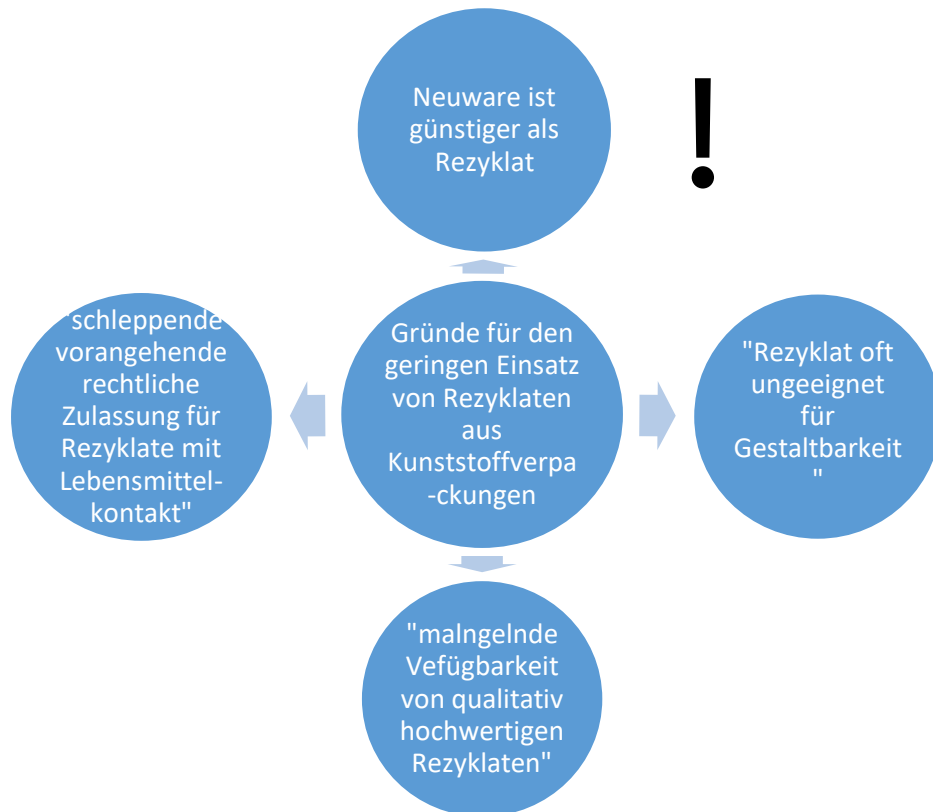 Neuware ist
günstiger als
Rezyklat
!
"schleppende
vorangehende
rechtliche
Zulassung für
Rezyklate mit
Lebensmittel-
kontakt"
Gründe für den
geringen Einsatz
von Rezyklaten
aus
Kunststoffverpa
-ckungen
"Rezyklat oft
ungeeignet
für
Gestaltbarkeit
"
"malngelnde
Vefügbarkeit
von qualitativ
hochwertigen
Rezyklaten"